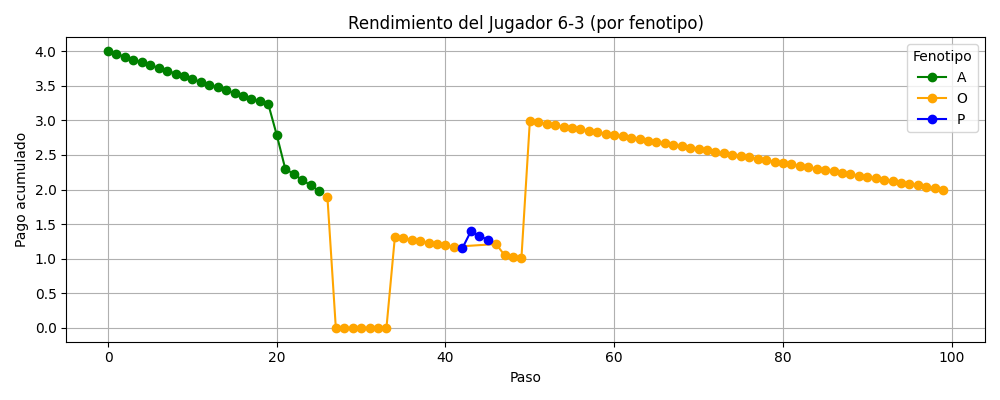 Rendimiento del Jugador 6-3 (por fenotipo)
Pago acumulado
4.0
3.5
3.0
2.5
2.0
1.5
1.0
0.5
0.0
Fenotipo
A
O
P
0 20 40 60 80 100
Paso